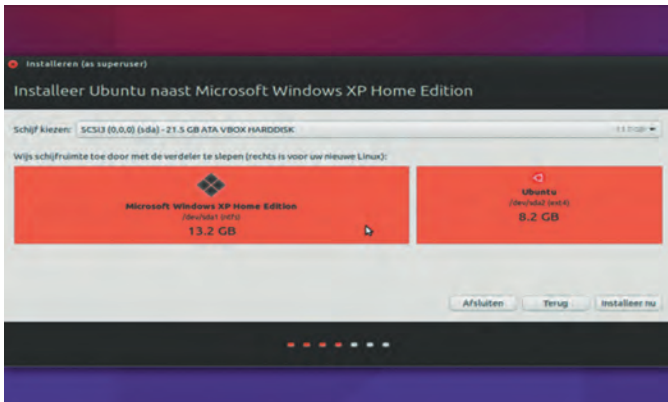 Installeren (as superuser)
Installeer Ubuntu naast Microsoft Windows XP Home Edition
Schijf kiezen: SCSI3 (0,0,0) (sda) - 21.5 GB ATA VBOX HARDDISK
Wijs schijfruimte toe door met de verdeler te slepen (rechts is voor uw nieuwe Linux):
Microsoft Windows XP Home Edition
/dev/sda1 (ntfs)
13.2 GB
Ubuntu
/dev/sda2 (ext4)
8.2 GB
Afsluiten Terug Installeer nu